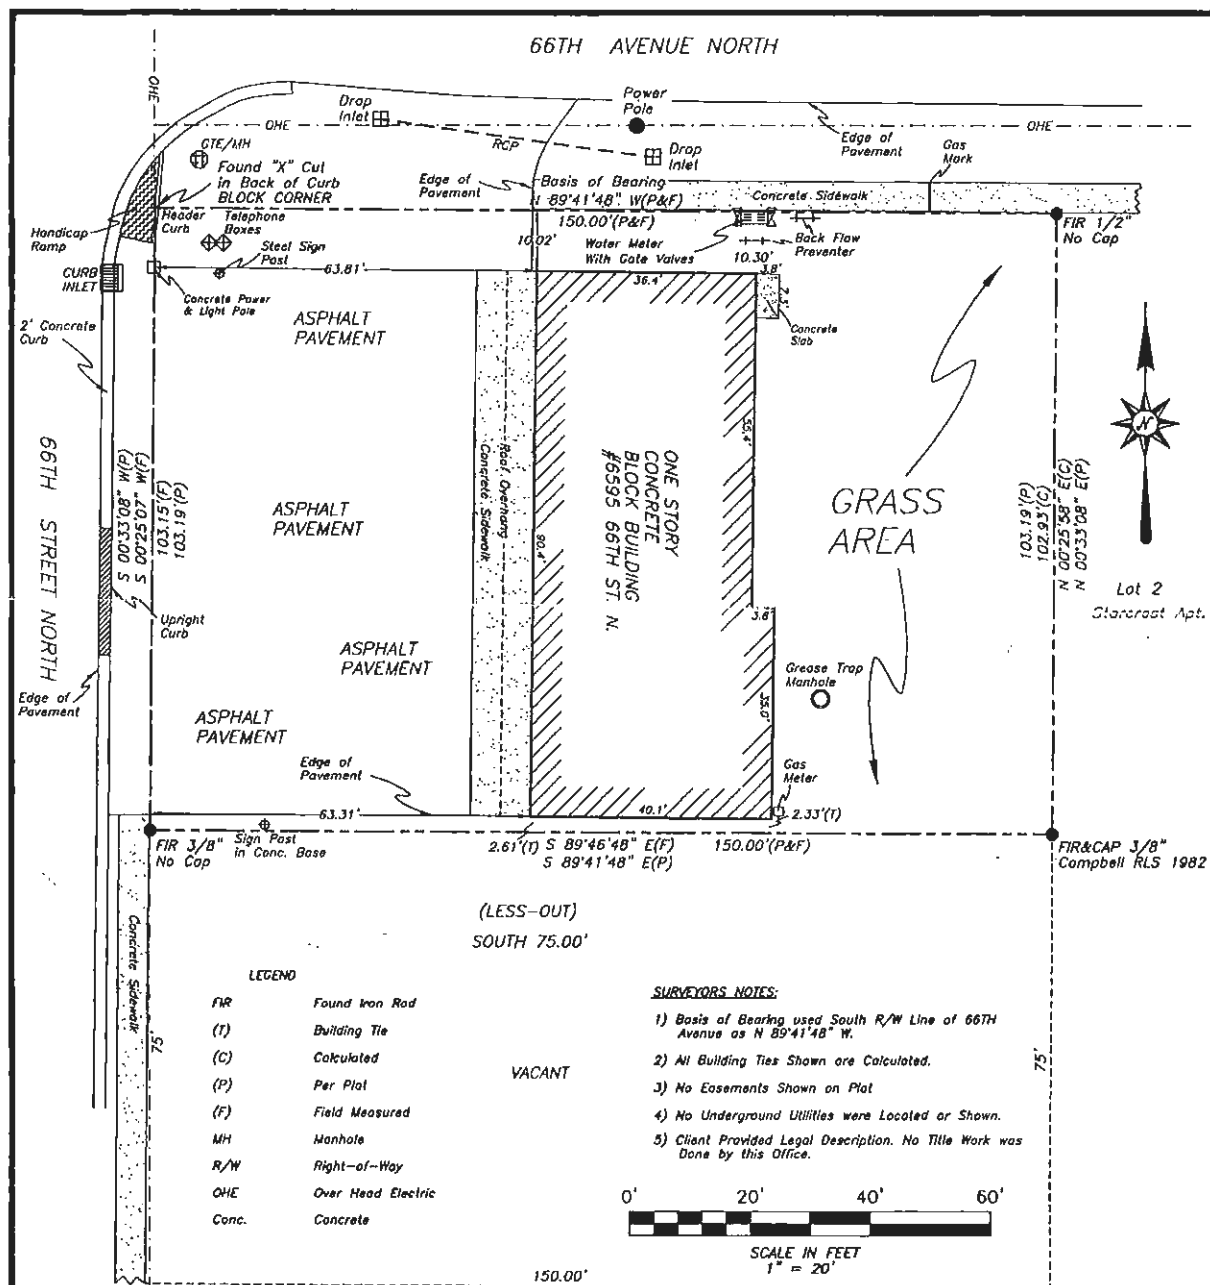 66TH AVENUE NORTH
OHE
Drop
Inlet
Power
Pole
OHE
OHE
GTE/MH
RCP
Drop
Inlet
Edge of
Pavement
Gas
Mark
Found "X" Cut
in Back of Curb
BLOCK CORNER
Edge of
Pavement
Basis of Bearing
N 89°41'48" W(P&F)
150.00'(P&F)
Concrete Sidewalk
Handicap
Ramp
Header
Curb
Telephone
Boxes
Steel Sign
Post
10.02'
Water Meter
With Gate Valves
Back Flow
Preventer
10.30'
FIR 1/2"
No Cap
CURB
INLET
63.81'
36.4'
3.8'
Concrete Power
& Light Pole
Concrete
Slab
2' Concrete
Curb
ASPHALT
PAVEMENT
66TH STREET NORTH
S 00°33'08" W(P)
S 00°25'07" W(F)
103.15'(F)
103.19'(P)
Concrete Sidewalk
Roof Overhang
90.4'
ONE STORY
CONCRETE
BLOCK BUILDING
#6595 66TH ST. N.
55.4'
GRASS
AREA
103.19'(P)
102.93'(C)
N 00°25'58" E(C)
N 00°33'08" E(P)
N
Lot 2
Starcrest Apt.
ASPHALT
PAVEMENT
Upright
Curb
3.6'
ASPHALT
PAVEMENT
Edge of
Pavement
Grease Trap
Manhole
35.0'
ASPHALT
PAVEMENT
Edge of
Pavement
Gas
Meter
63.31'
40.1'
2.33'(T)
FIR 3/8"
No Cap
Sign Post
in Conc. Base
2.61'(T)
S 89°46'48" E(F)
S 89°41'48" E(P)
150.00'(P&F)
FIR&CAP 3/8"
Campbell RLS 1982
Concrete Sidewalk
(LESS-OUT)
SOUTH 75.00'
LEGEND
FIR Found Iron Rod
(T) Building Tie
(C) Calculated
(P) Per Plat
(F) Field Measured
MH Manhole
R/W Right-of-Way
OHE Over Head Electric
Conc. Concrete
75'
VACANT
SURVEYORS NOTES:
1) Basis of Bearing used South R/W Line of 66TH
Avenue as N 89°41'48" W.
2) All Building Ties Shown are Calculated.
3) No Easements Shown on Plat
4) No Underground Utilities were Located or Shown.
5) Client Provided Legal Description. No Title Work was
Done by this Office.
75'
0' 20' 40' 60'
SCALE IN FEET
1" = 20'
150.00'